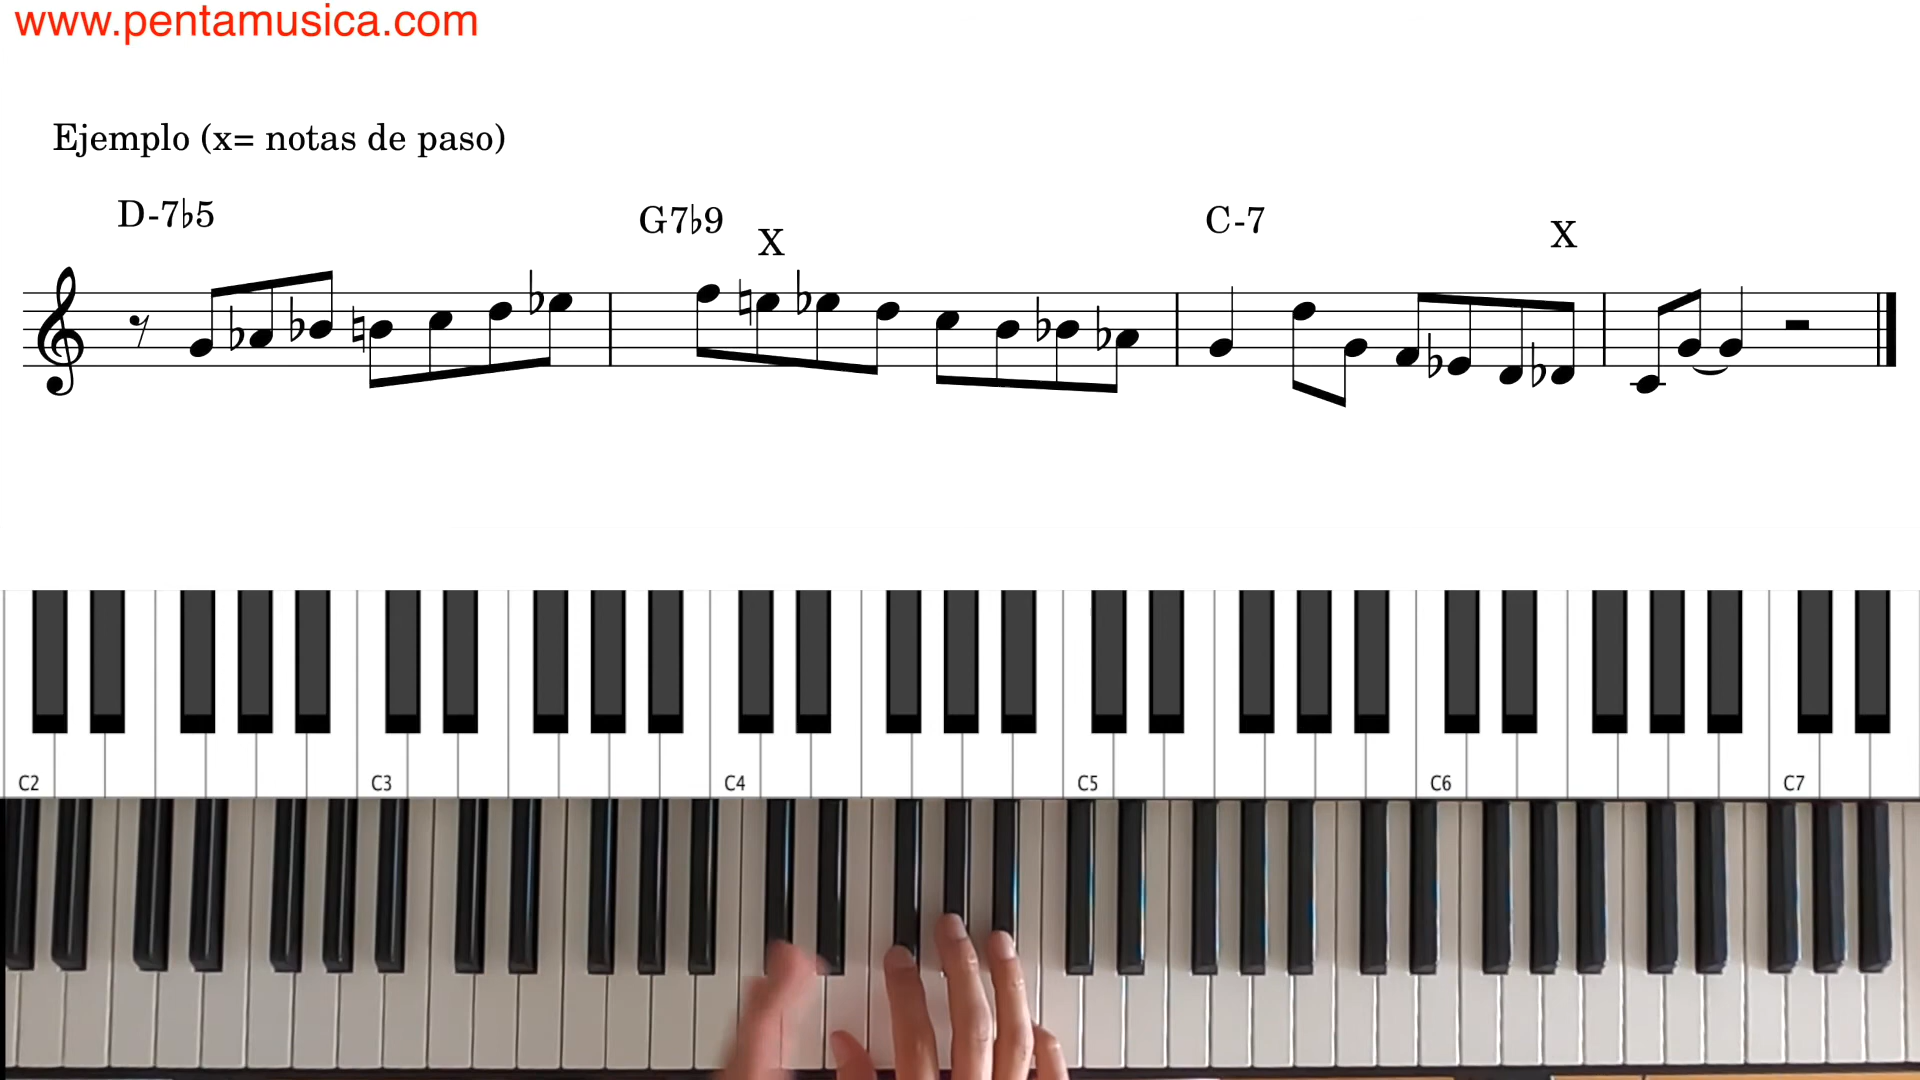 www.pentamusica.com
Ejemplo (x= notas de paso)
D-7♭5 G7♭9 X C-7 X
C2 C3 C4 C5 C6 C7